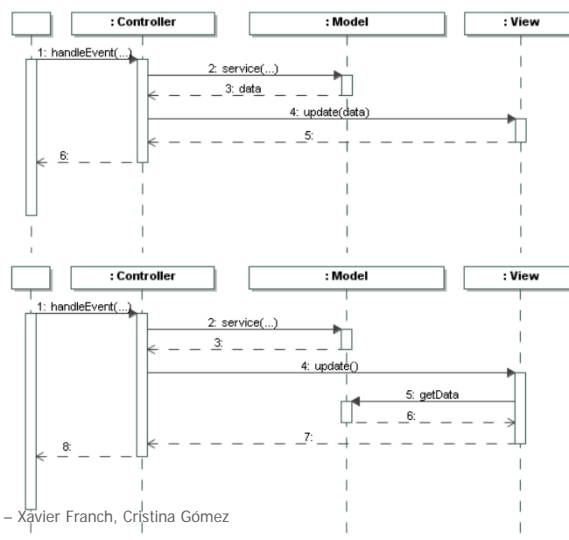 : Controller
: Model
: View
1: handleEvent(...)
2: service(...)
3: data
4: update(data)
5:
6:
: Controller
: Model
: View
1: handleEvent(...)
2: service(...)
3:
4: update()
5: getData
6:
7:
8:
– Xavier Franch, Cristina Gómez